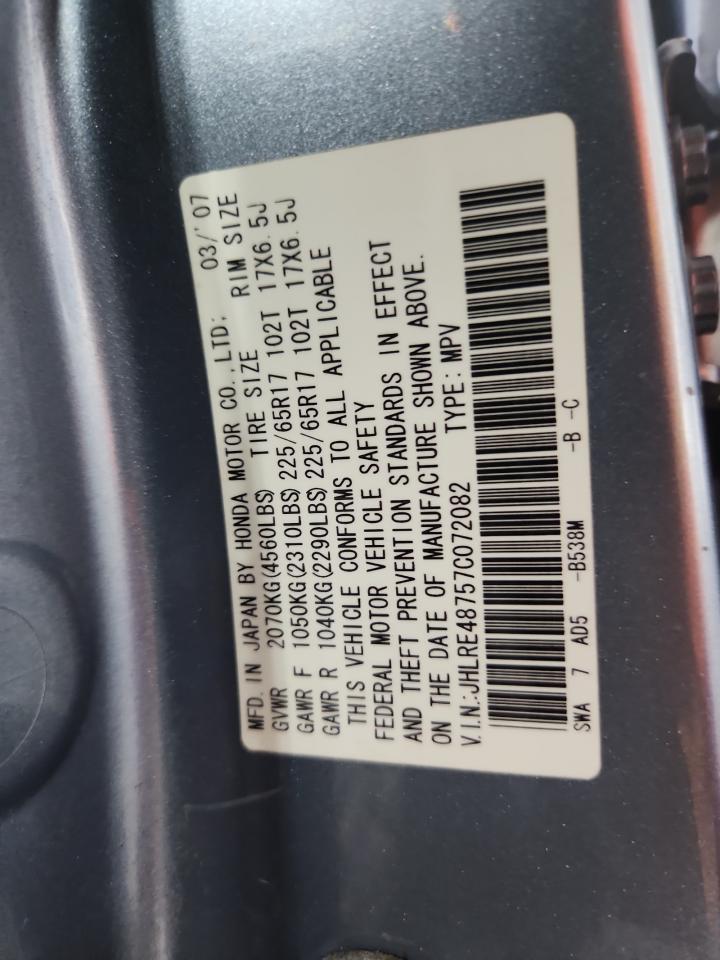 MFD. IN JAPAN BY HONDA MOTOR CO.,LTD: 03/'07
GVWR 2070KG(4560LBS) TIRE SIZE RIM SIZE
GAWR F 1050KG(2310LBS) 225/65R17 102T 17X6.5J
GAWR R 1040KG(2290LBS) 225/65R17 102T 17X6.5J
THIS VEHICLE CONFORMS TO ALL APPLICABLE
FEDERAL MOTOR VEHICLE SAFETY
AND THEFT PREVENTION STANDARDS IN EFFECT
ON THE DATE OF MANUFACTURE SHOWN ABOVE.
V.I.N.:JHLRE48757C072082 TYPE: MPV
SWA 7 AD5 -B538M -B -C